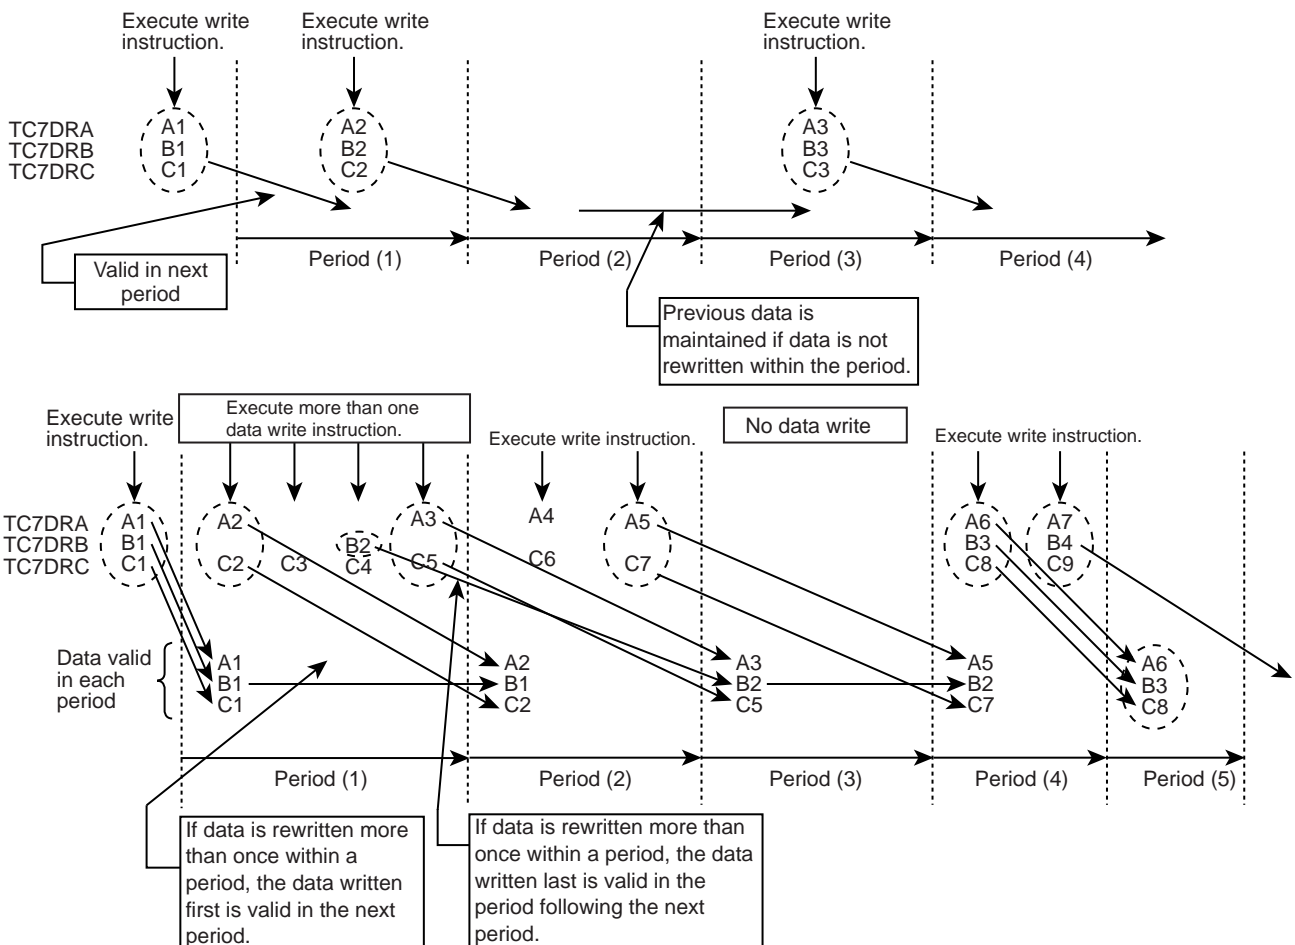 Execute write
instruction.
Execute write
instruction.
Execute write
instruction.
TC7DRA A1 A2 A3
TC7DRB B1 B2 B3
TC7DRC C1 C2 C3
Period (1) Period (2) Period (3) Period (4)
Valid in next
period
Previous data is
maintained if data is not
rewritten within the period.
Execute write
instruction.
Execute more than one
data write instruction.
Execute write instruction.
No data write
Execute write instruction.
TC7DRA A1 A2 A3 A4 A5 A6 A7
TC7DRB B1 B2 B3 B4
TC7DRC C1 C2 C3 C4 C5 C6 C7 C8 C9
Data valid
in each
period
A1 A2 A3 A5 A6
B1 B1 B2 B2 B3
C1 C2 C5 C7 C8
Period (1) Period (2) Period (3) Period (4) Period (5)
If data is rewritten more
than once within a
period, the data written
first is valid in the next
period.
If data is rewritten more than
once within a period, the data
written last is valid in the
period following the next
period.